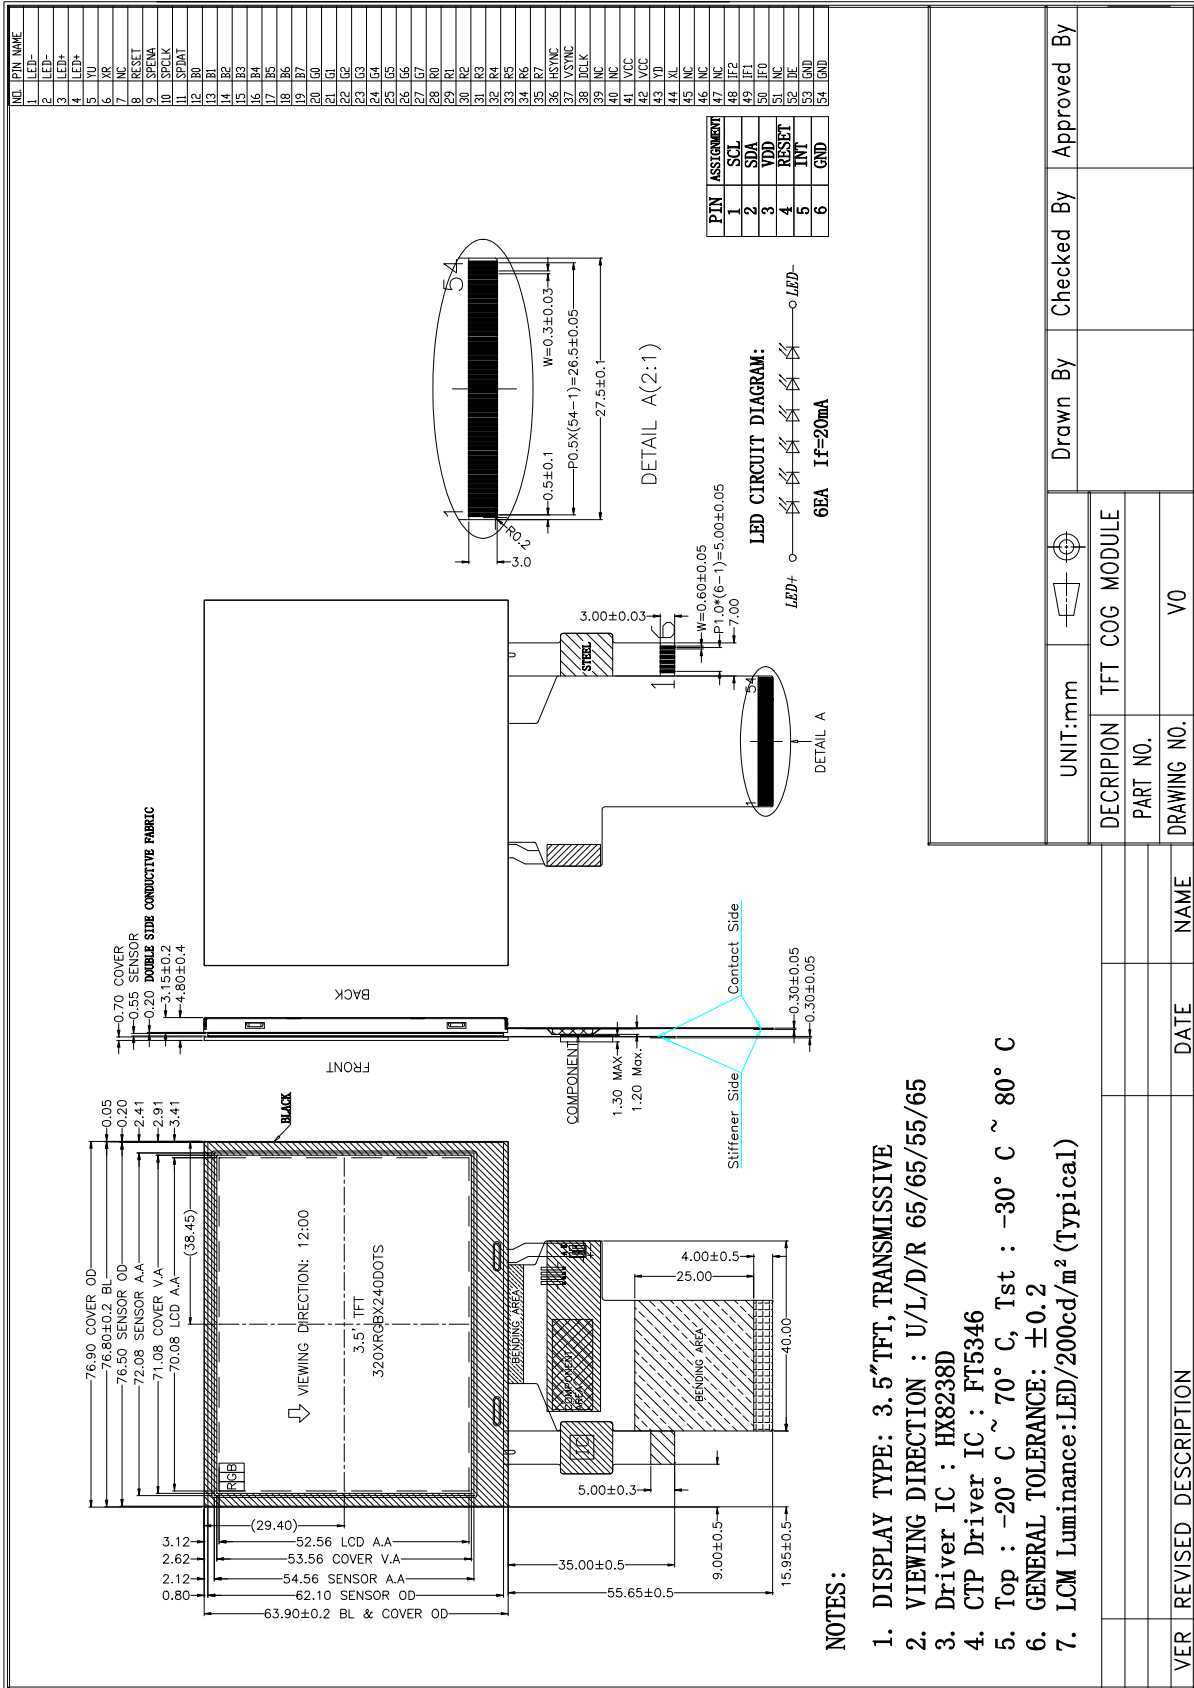 76.90 COVER OD
76.80±0.2 BL
76.50 SENSOR OD
72.08 SENSOR A.A
71.08 COVER V.A
70.08 LCD A.A
(38.45)
0.05
0.20
2.41
2.91
3.41
BLACK
3.12
2.62
2.12
0.80
(29.40)
52.56 LCD A.A
53.56 COVER V.A
54.56 SENSOR A.A
62.10 SENSOR OD
63.90±0.2 BL & COVER OD
RGB
VIEWING DIRECTION: 12:00
3.5' TFT
320XRGBX240DOTS
BENDING AREA
COMPONENT
AREA
IC
BENDING AREA
5.00±0.3
35.00±0.5
55.65±0.5
9.00±0.5
15.95±0.5
25.00
4.00±0.5
40.00
FRONT
BACK
0.70 COVER
0.55 SENSOR
0.20 DOUBLE SIDE CONDUCTIVE FABRIC
3.15±0.2
4.80±0.4
COMPONEN
1.30 MAX
1.20 Max.
Stiffener Side
Contact Side
0.30±0.05
0.30±0.05
STEEL
3.00±0.03
1
6
W=0.60±0.05
P1.0*(6-1)=5.00±0.05
7.00
1
54
DETAIL A
1
54
R0.2
3.0
0.5±0.1
W=0.3±0.03
P0.5X(54-1)=26.5±0.05
27.5±0.1
DETAIL A(2:1)
LED CIRCUIT DIAGRAM:
LED+
LED-
6EA If=20mA
PIN ASSIGNMENT
1 SCL
2 SDA
3 VDD
4 RESET
5 INT
6 GND
NO. PIN NAME
1 LED-
2 LED-
3 LED+
4 LED+
5 YU
6 XR
7 NC
8 RESET
9 SPENA
10 SPCLK
11 SPDAT
12 B0
13 B1
14 B2
15 B3
16 B4
17 B5
18 B6
19 B7
20 G0
21 G1
22 G2
23 G3
24 G4
25 G5
26 G6
27 G7
28 R0
29 R1
30 R2
31 R3
32 R4
33 R5
34 R6
35 R7
36 HSYNC
37 VSYNC
38 DCLK
39 NC
40 NC
41 VCC
42 VCC
43 YD
44 XL
45 NC
46 NC
47 NC
48 IF2
49 IF1
50 IF0
51 NC
52 DE
53 GND
54 GND
NOTES:
1. DISPLAY TYPE: 3.5"TFT, TRANSMISSIVE
2. VIEWING DIRECTION : U/L/D/R 65/65/55/65
3. Driver IC : HX8238D
4. CTP Driver IC : FT5346
5. Top : -20° C ~ 70° C, Tst : -30° C ~ 80° C
6. GENERAL TOLERANCE: ±0.2
7. LCM Luminance:LED/200cd/m² (Typical)
VER REVISED DESCRIPTION DATE NAME
UNIT:mm
Drawn By
Checked By
Approved By
DECRIPION TFT COG MODULE
PART NO.
DRAWING NO. V0